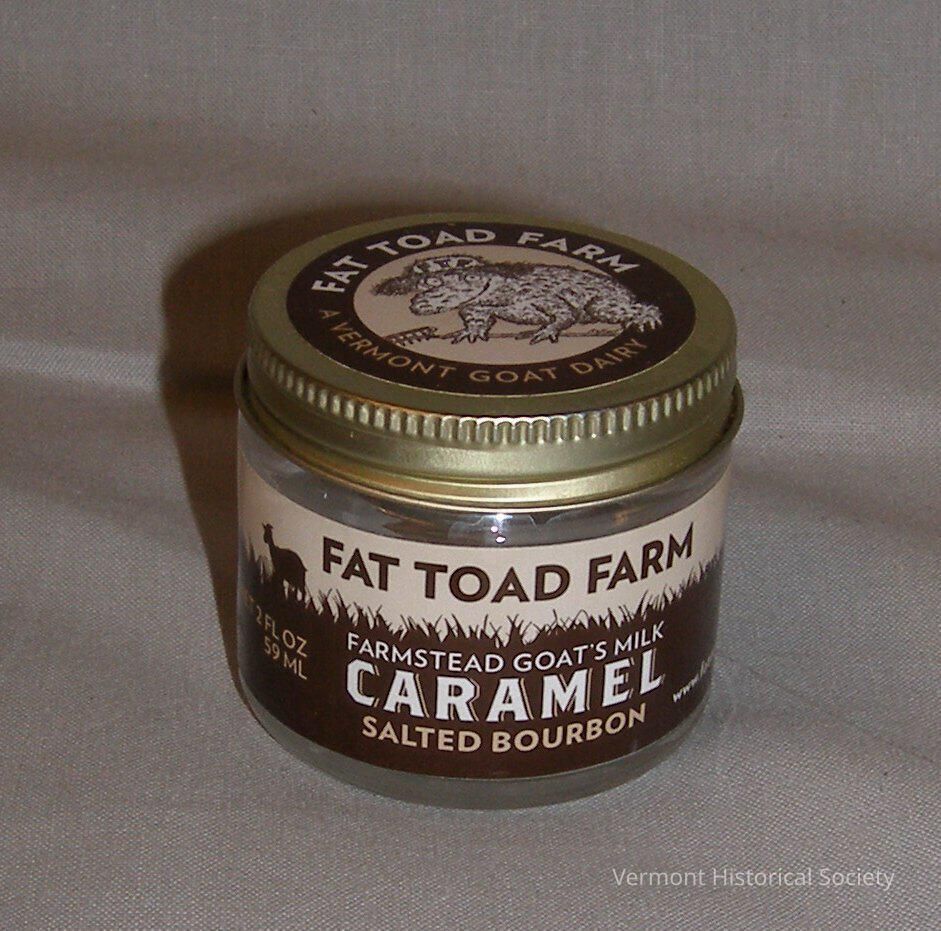 FAT TOAD FARM
A VERMONT GOAT DAIRY
FAT TOAD FARM
2 FL OZ
59 ML
FARMSTEAD GOAT'S MILK
CARAMEL
SALTED BOURBON
www.
Vermont Historical Society